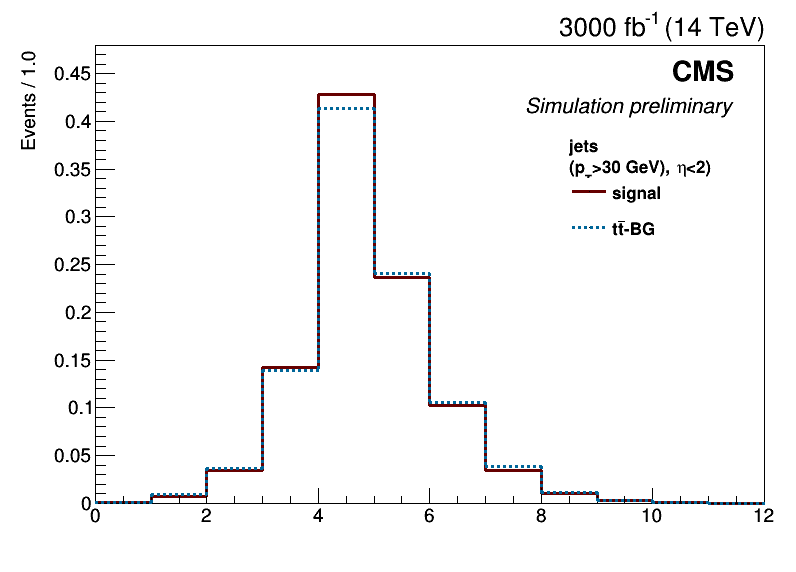 3000 fb⁻¹ (14 TeV)
Events / 1.0
CMS
Simulation preliminary
jets
(pT>30 GeV), η<2)
signal
tt̄-BG
0.45
0.4
0.35
0.3
0.25
0.2
0.15
0.1
0.05
0
0 2 4 6 8 10 12